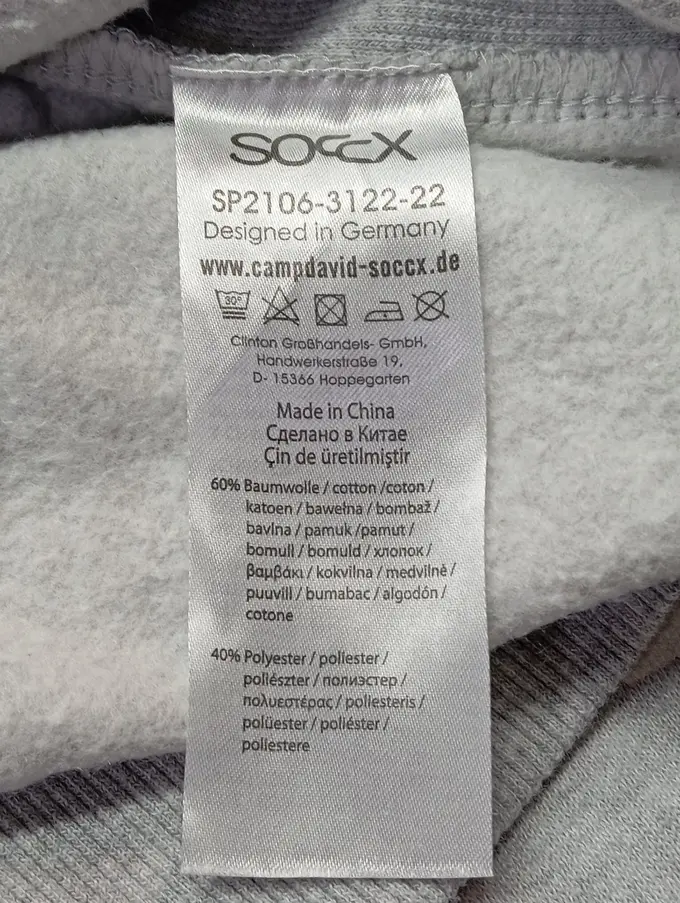 SOCCX
SP2106-3122-22
Designed in Germany
www.campdavid-soccx.de
30°
Clinton Großhandels- GmbH,
Handwerkerstraße 19,
D- 15366 Hoppegarten
Made in China
Сделано в Китае
Çin de üretilmiştir
60% Baumwolle / cotton /coton /
katoen / bawełna / bombaž /
bavlna / pamuk /pamut /
bomull / bomuld / хлопок /
βαμβάκι / kokvilna / medvilnė /
puuvill / bumabac / algodón /
cotone
40% Polyester / poliester /
poliészter / полиэстер /
πολυεστέρας / poliesteris /
polüester / poliéster /
poliestere